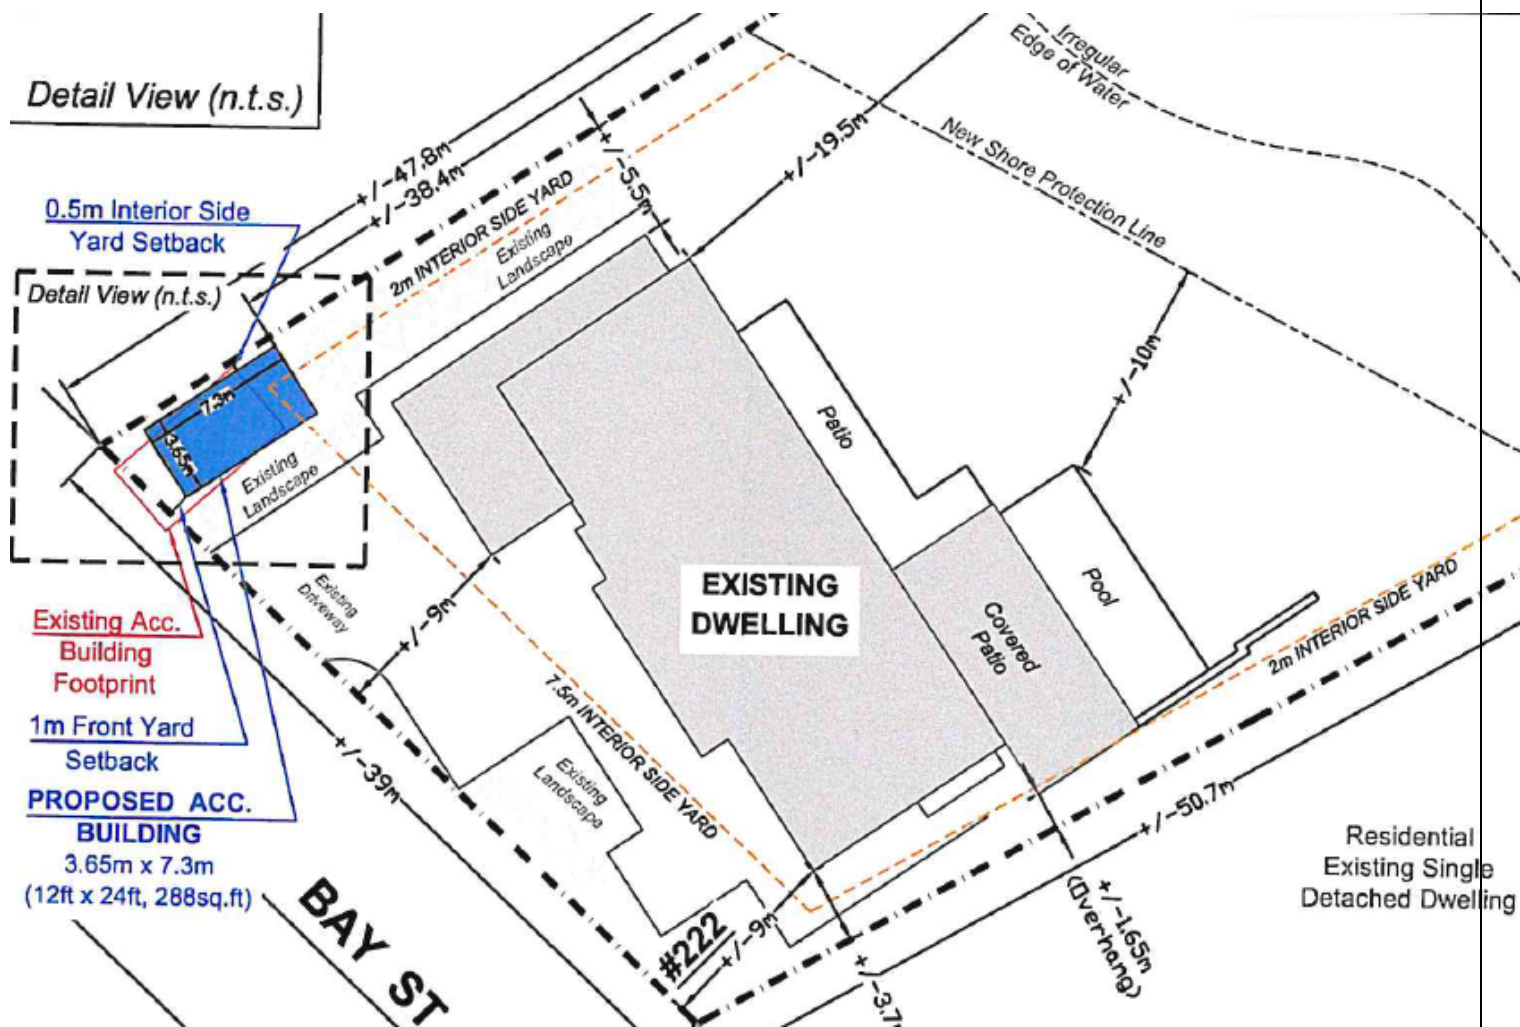 Detail View (n.t.s.)
Irregular
Edge of Water
New Shore Protection Line
+/-47.8m
+/-38.4m
+/-5.5m
+/-19.5m
0.5m Interior Side
Yard Setback
2m INTERIOR SIDE YARD
Existing
Landscape
Detail View (n.t.s.)
7.3m
3.65m
Existing
Landscape
+/-10m
Patio
Existing
Driveway
+/-9m
EXISTING
DWELLING
Pool
Covered
Patio
2m INTERIOR SIDE YARD
Existing Acc.
Building
Footprint
1m Front Yard
Setback
7.5m INTERIOR SIDE YARD
+/-39m
Existing
Landscape
PROPOSED ACC.
BUILDING
3.65m x 7.3m
(12ft x 24ft, 288sq.ft)
BAY ST
#222
+/-9m
+/-50.7m
+/-1.65m
(Overhang)
Residential
Existing Single
Detached Dwelling